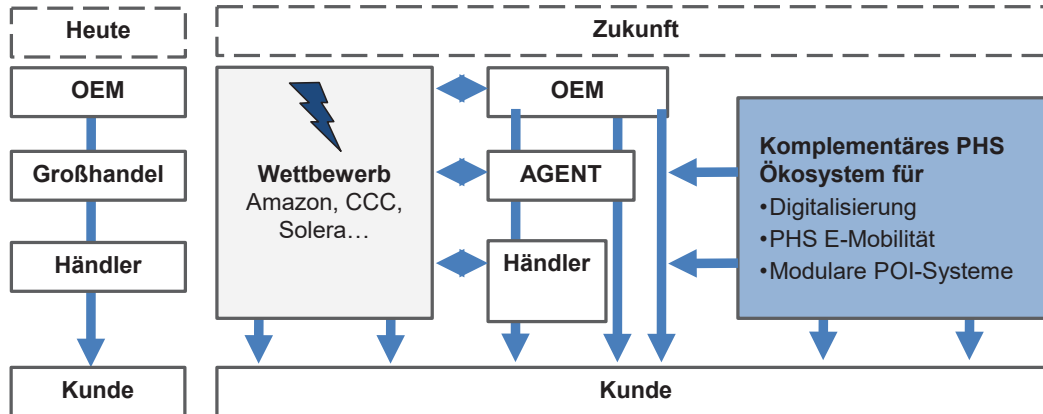 Heute
Zukunft
OEM
Großhandel
Händler
Kunde
Wettbewerb
Amazon, CCC,
Solera…
OEM
AGENT
Händler
Komplementäres PHS
Ökosystem für
•Digitalisierung
•PHS E-Mobilität
•Modulare POI-Systeme
Kunde